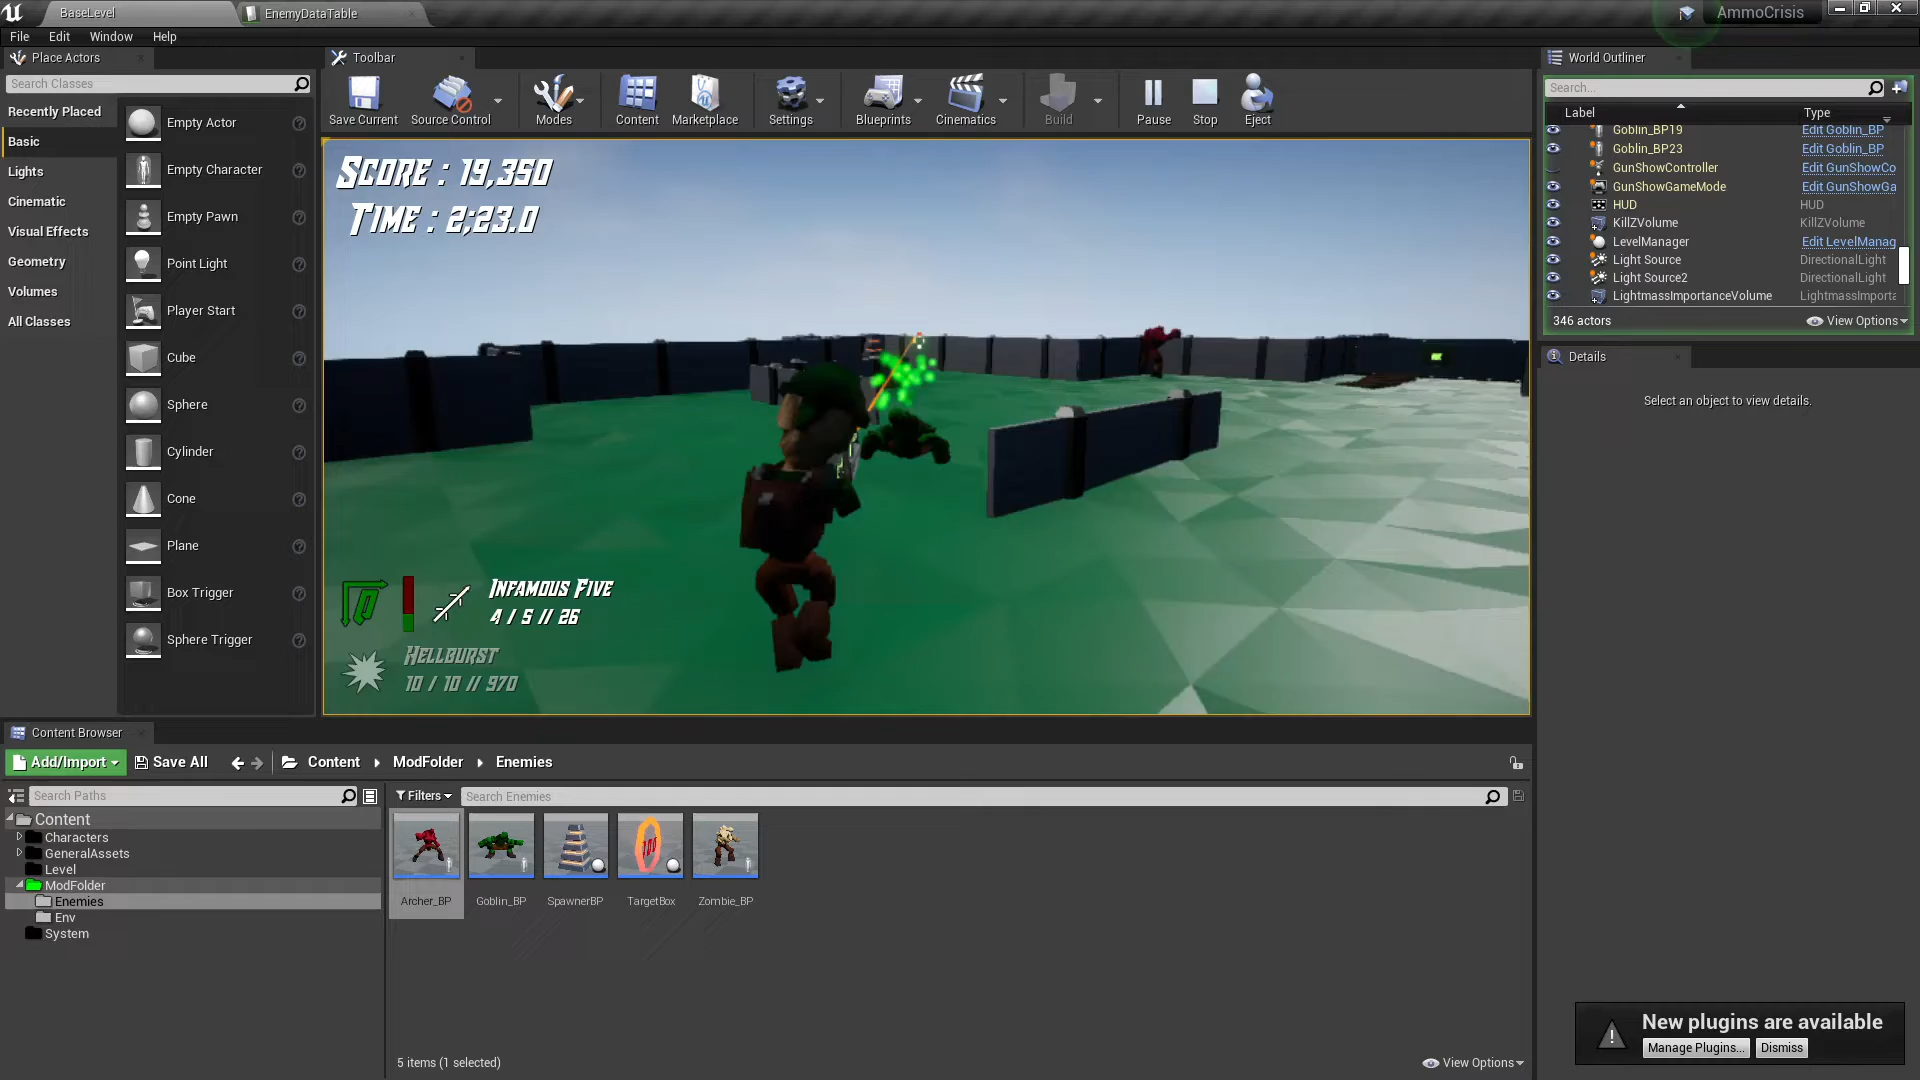 BaseLevel
EnemyDataTable
AmmoCrisis
File Edit Window Help
Place Actors
Search Classes
Recently Placed
Basic
Lights
Cinematic
Visual Effects
Geometry
Volumes
All Classes
Empty Actor
Empty Character
Empty Pawn
Point Light
Player Start
Cube
Sphere
Cylinder
Cone
Plane
Box Trigger
Sphere Trigger
Toolbar
Save Current
Source Control
Modes
Content
Marketplace
Settings
Blueprints
Cinematics
Build
Pause
Stop
Eject
SCORE : 19,350
TIME : 2:23.0
INFAMOUS FIVE
4 / 5 // 26
HELLBURST
10 / 10 // 970
World Outliner
Search...
Label Type
Goblin_BP19 Edit Goblin_BP
Goblin_BP23 Edit Goblin_BP
GunShowController Edit GunShowCo
GunShowGameMode Edit GunShowGa
HUD HUD
KillZVolume KillZVolume
LevelManager Edit LevelManag
Light Source DirectionalLight
Light Source2 DirectionalLight
LightmassImportanceVolume LightmassImporta
346 actors
View Options
Details
Select an object to view details.
Content Browser
Add/Import
Save All
Content
ModFolder
Enemies
Search Paths
Filters
Search Enemies
Content
Characters
GeneralAssets
Level
ModFolder
Enemies
Env
System
Archer_BP
Goblin_BP
SpawnerBP
TargetBox
Zombie_BP
5 items (1 selected)
View Options
New plugins are available
Manage Plugins...
Dismiss